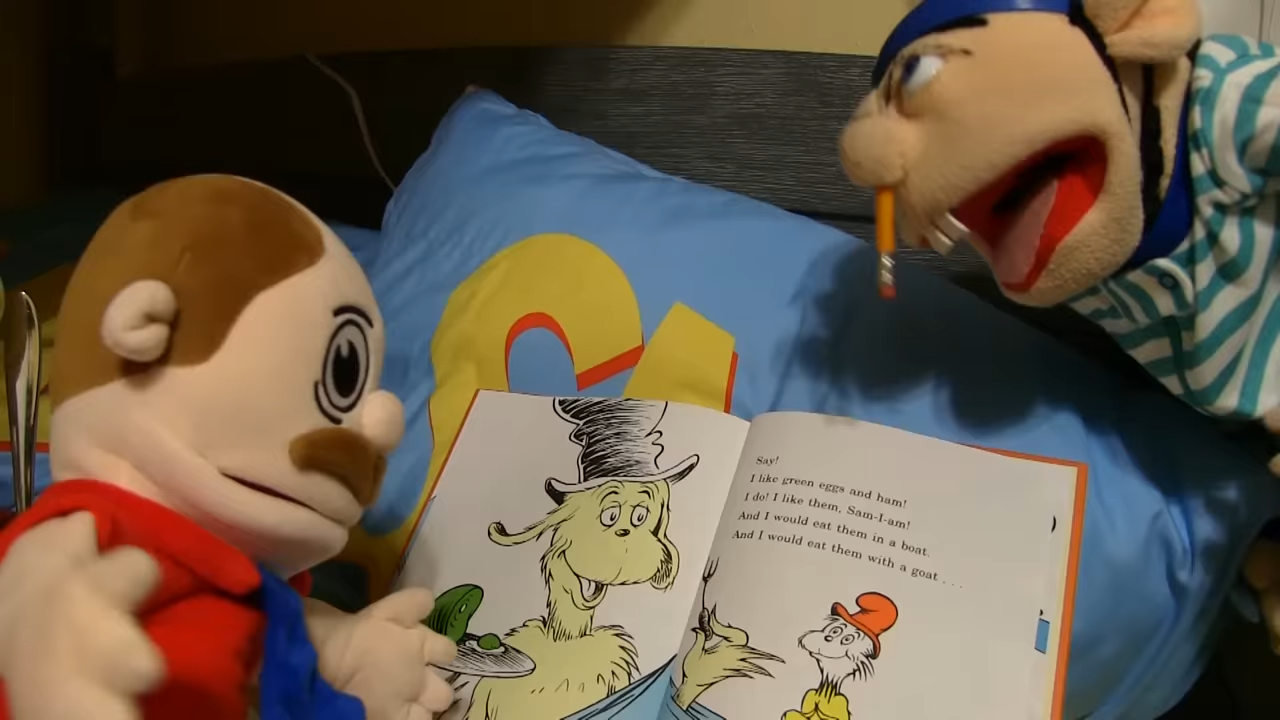 Say!
I like green eggs and ham!
I do! I like them, Sam-I-am!
And I would eat them in a boat.
And I would eat them with a goat . . .